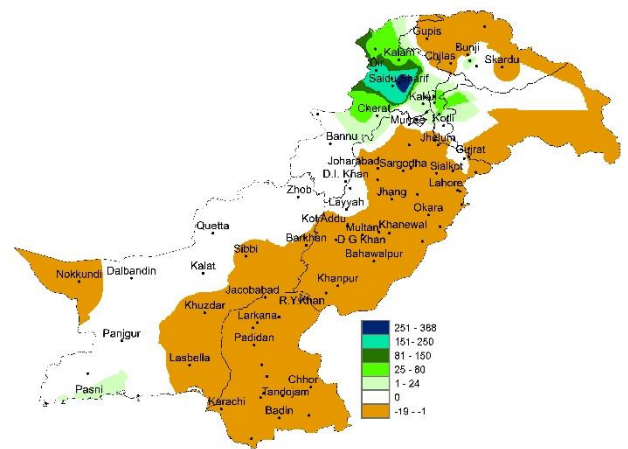 Gupis
Bunji
Kalam
Chilas
Skardu
Dir
Saidu Sharif
Kakul
Cherat
Murree
Kotli
Bannu
Jhelum
Gujrat
Joharabad
Sargodha
Sialkot
D.I. Khan
Zhob
Jhang
Lahore
Layyah
Okara
Kot Addu
Quetta
Multan
Khanewal
Barkhan
D G Khan
Sibbi
Bahawalpur
Nokkundi
Dalbandin
Kalat
Khanpur
Jacobabad
R.Y.Khan
Khuzdar
Larkana
Panjgur
Padidan
Lasbella
Chhor
Pasni
Tandojam
Karachi
Badin
251 - 388
151- 250
81 - 150
25 - 80
1 - 24
0
-19 - -1